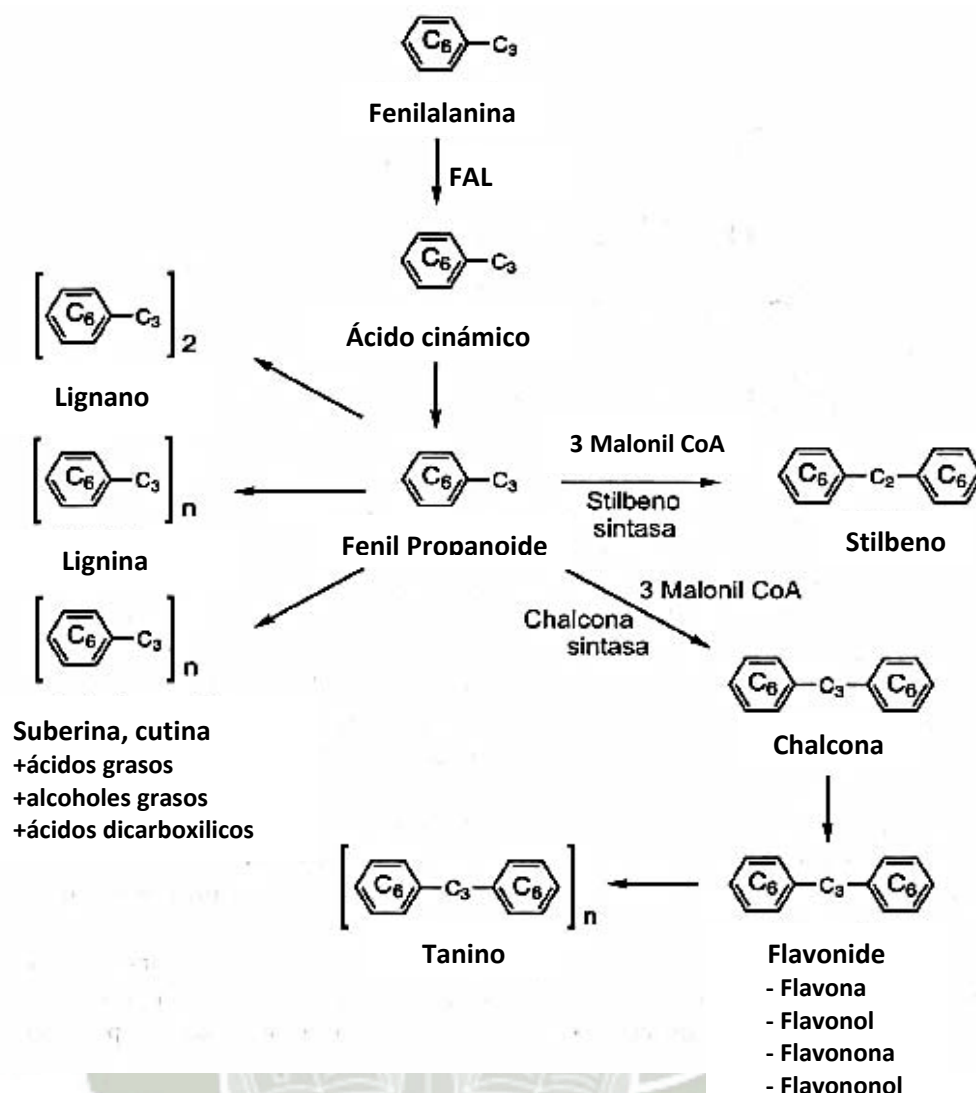 C6 C3
Fenilalanina
FAL
C6 C3
Ácido cinámico
C6 C3 2
Lignano
C6 C3 n
Lignina
C6 C3 n
Suberina, cutina
+ácidos grasos
+alcoholes grasos
+ácidos dicarboxilicos
C6 C3
Fenil Propanoide
3 Malonil CoA
Stilbeno
sintasa
C6 C2 C6
Stilbeno
3 Malonil CoA
Chalcona
sintasa
C6 C3 C6
Chalcona
C6 C3 C6
Flavonide
- Flavona
- Flavonol
- Flavonona
- Flavononol
C6 C3 C6 n
Tanino